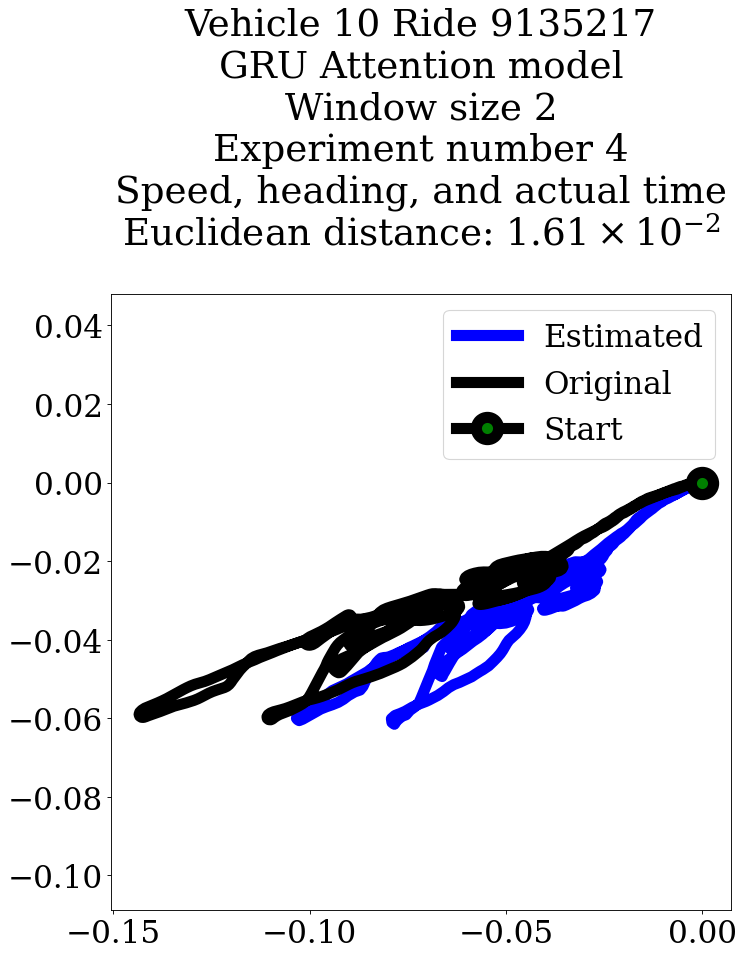 Vehicle 10 Ride 9135217
GRU Attention model
Window size 2
Experiment number 4
Speed, heading, and actual time
Euclidean distance: 1.61 × 10⁻²
Estimated
Original
Start
0.04
0.02
0.00
−0.02
−0.04
−0.06
−0.08
−0.10
−0.15
−0.10
−0.05
0.00